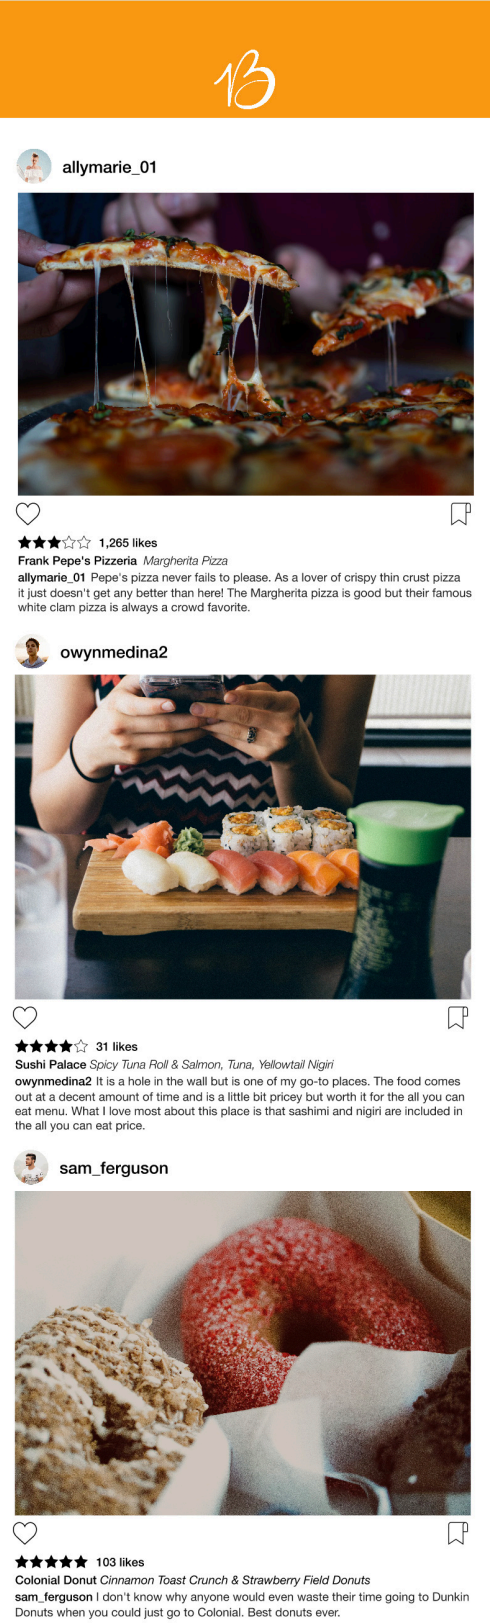 B
allymarie_01
1,265 likes
Frank Pepe's Pizzeria Margherita Pizza
allymarie_01 Pepe's pizza never fails to please. As a lover of crispy thin crust pizza
it just doesn't get any better than here! The Margherita pizza is good but their famous
white clam pizza is always a crowd favorite.
owynmedina2
31 likes
Sushi Palace Spicy Tuna Roll & Salmon, Tuna, Yellowtail Nigiri
owynmedina2 It is a hole in the wall but is one of my go-to places. The food comes
out at a decent amount of time and is a little bit pricey but worth it for the all you can
eat menu. What I love most about this place is that sashimi and nigiri are included in
the all you can eat price.
sam_ferguson
103 likes
Colonial Donut Cinnamon Toast Crunch & Strawberry Field Donuts
sam_ferguson I don't know why anyone would even waste their time going to Dunkin
Donuts when you could just go to Colonial. Best donuts ever.